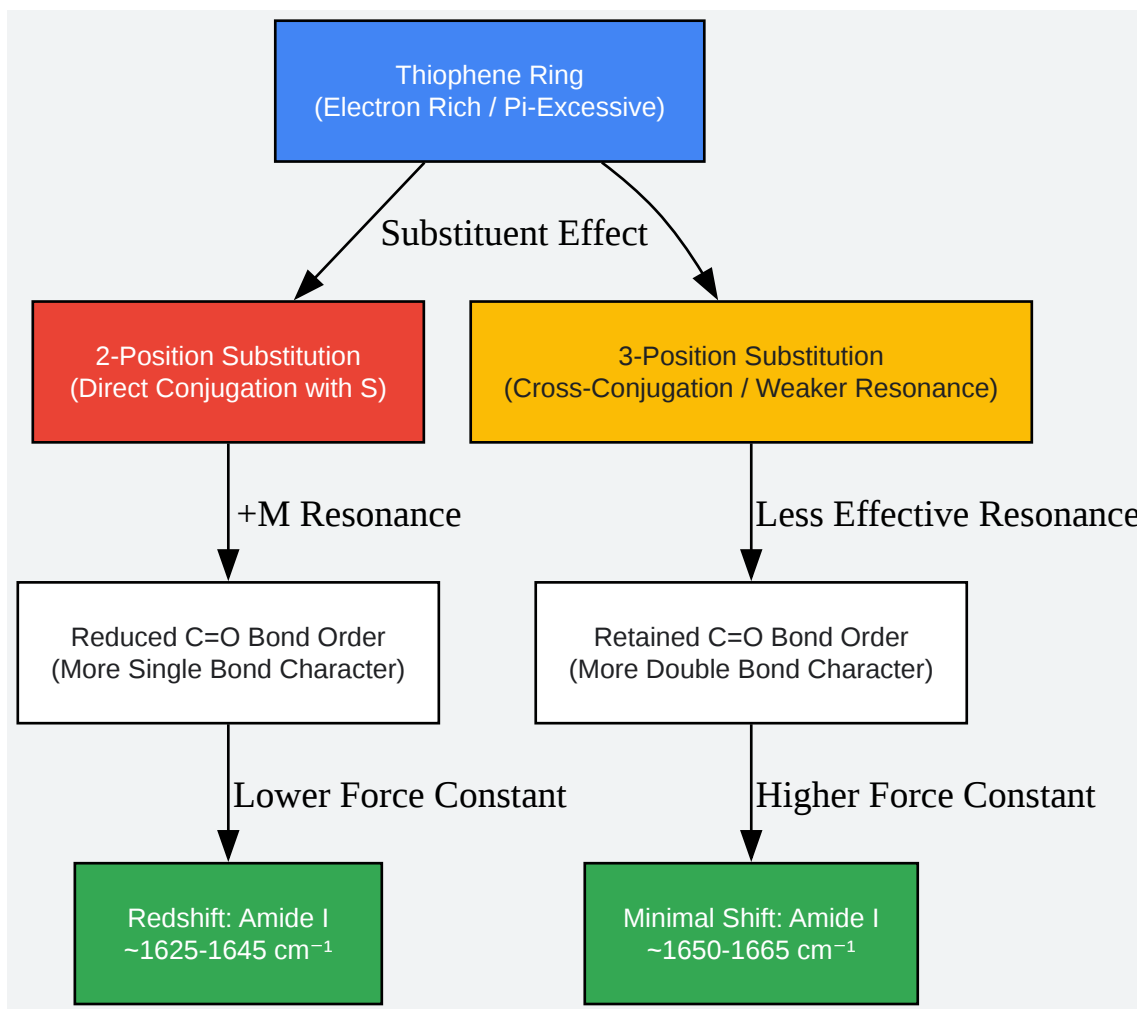 Thiophene Ring
(Electron Rich / Pi-Excessive)
Substituent Effect
2-Position Substitution
(Direct Conjugation with S)
3-Position Substitution
(Cross-Conjugation / Weaker Resonance)
+M Resonance
Less Effective Resonance
Reduced C=O Bond Order
(More Single Bond Character)
Retained C=O Bond Order
(More Double Bond Character)
Lower Force Constant
Higher Force Constant
Redshift: Amide I
~1625-1645 cm⁻¹
Minimal Shift: Amide I
~1650-1665 cm⁻¹